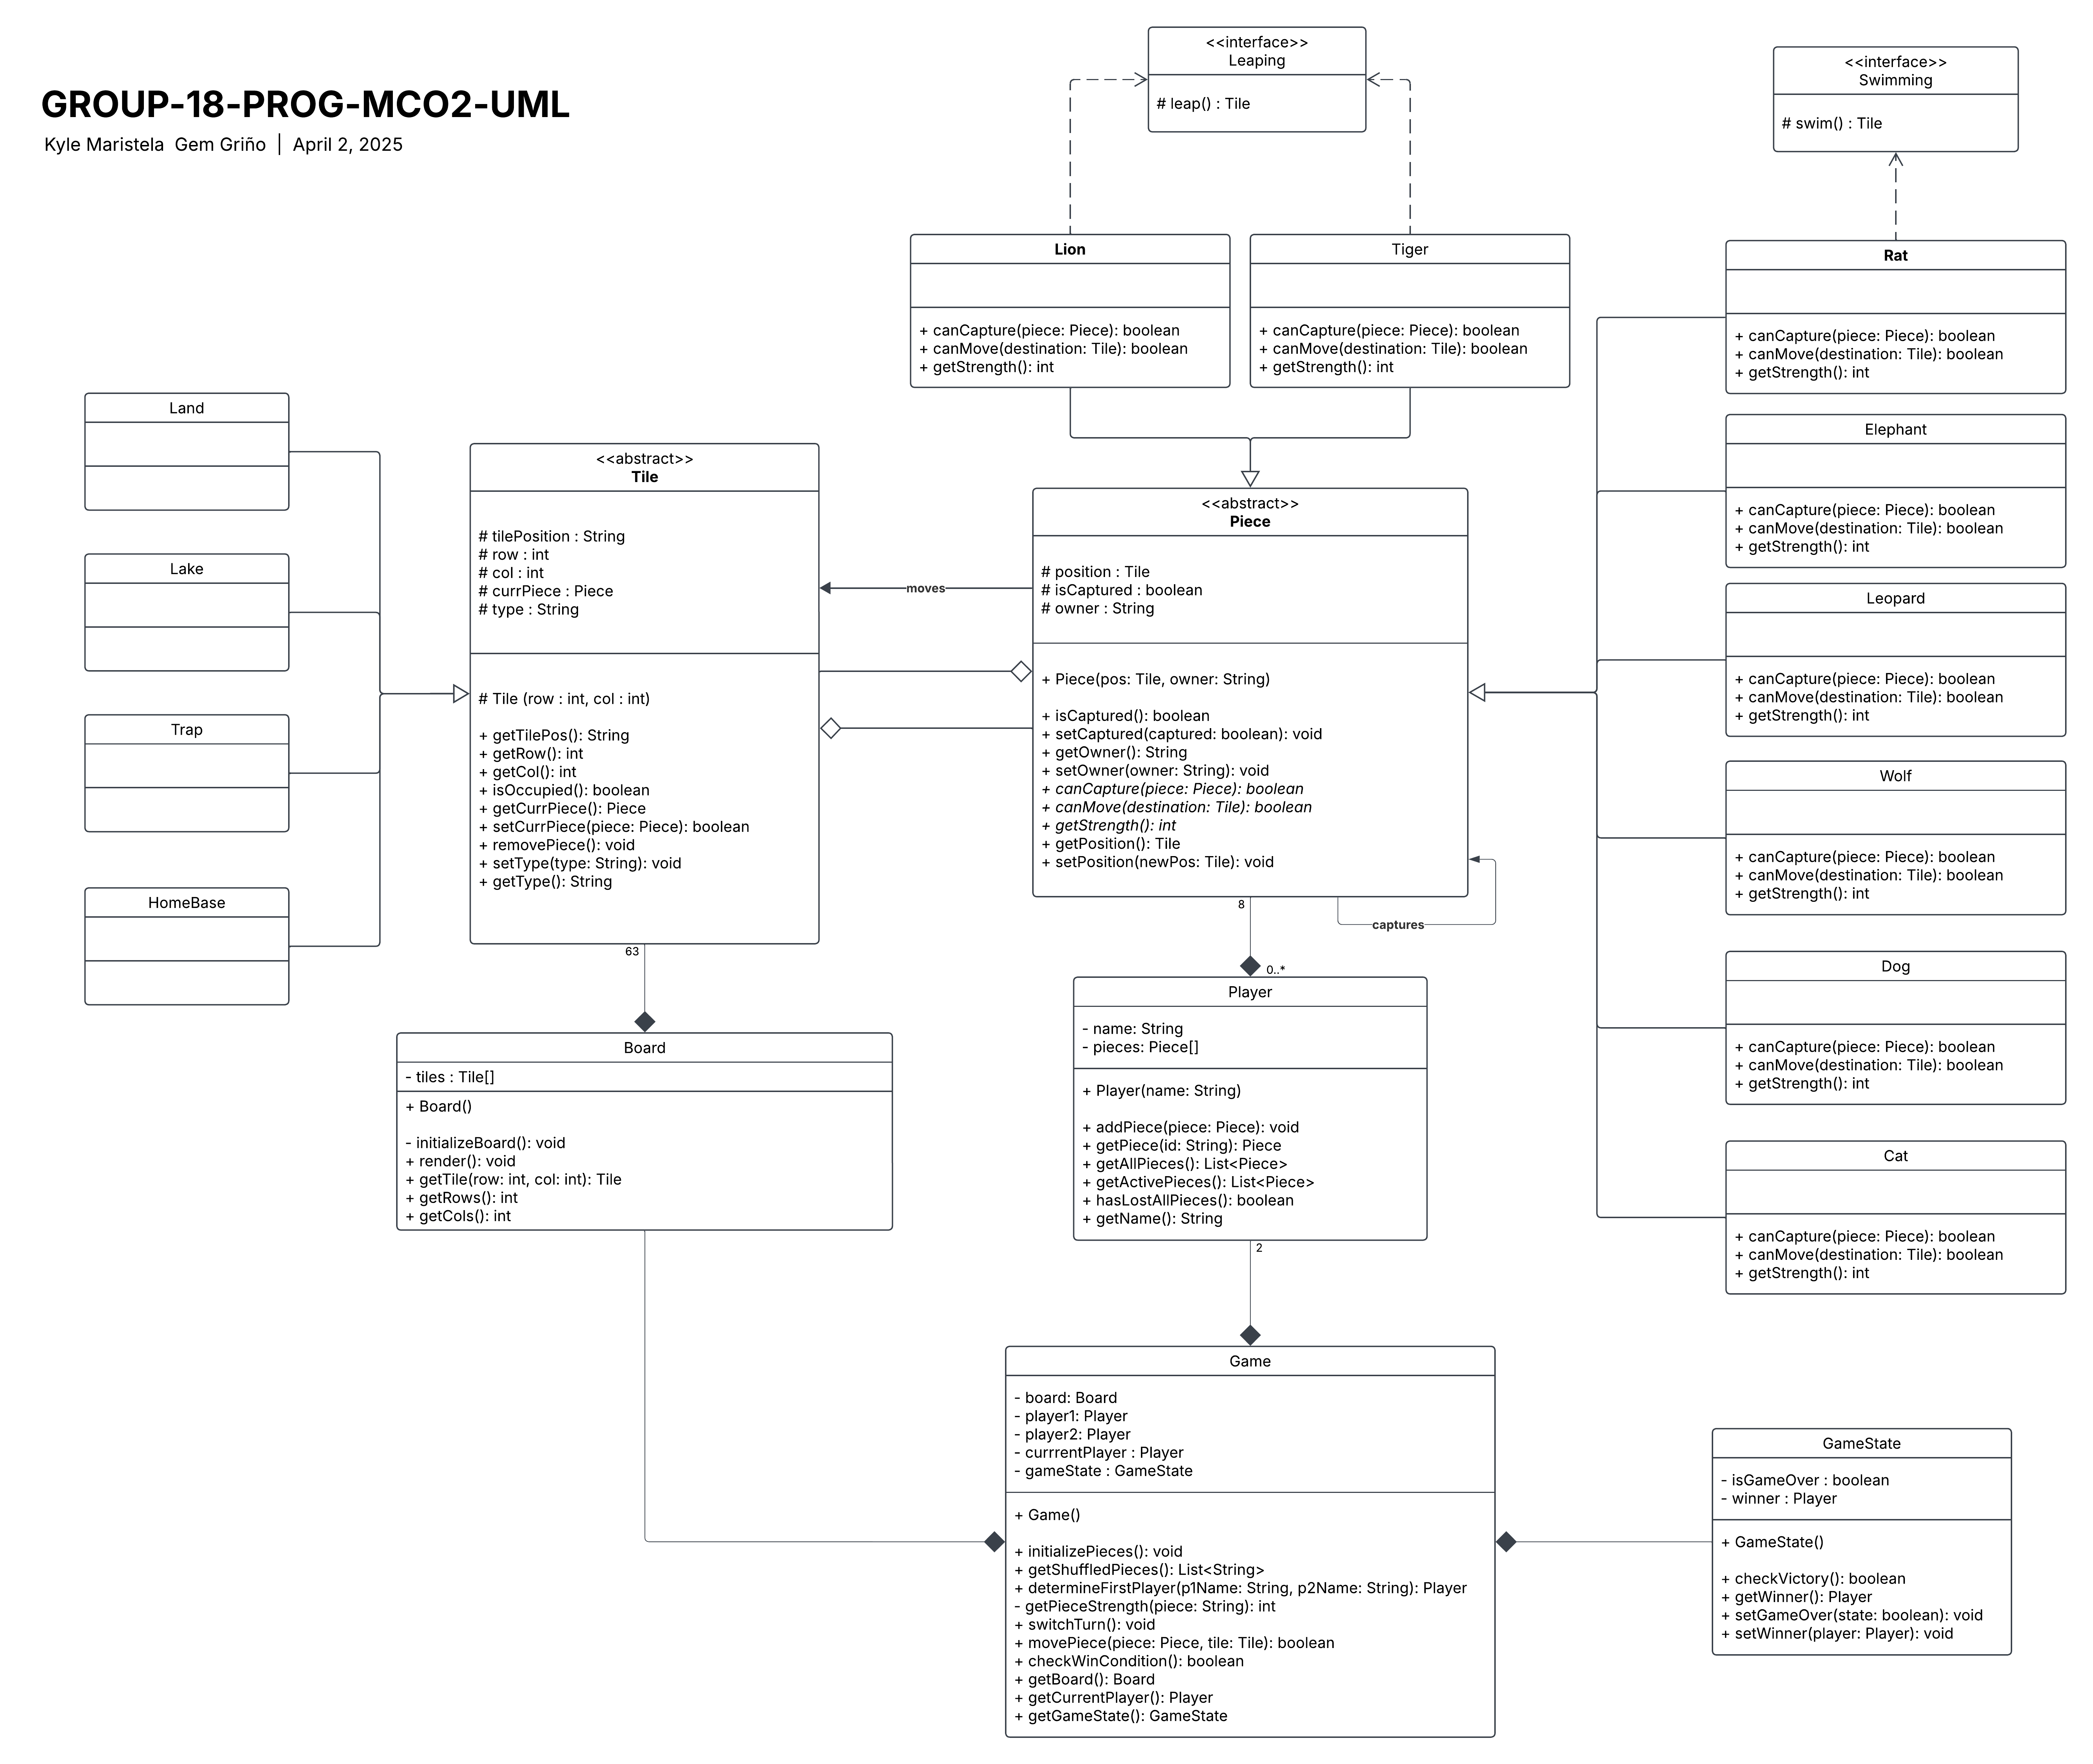 GROUP-18-PROG-MCO2-UML
Kyle Maristela  Gem Griño | April 2, 2025
<<interface>>
Leaping
# leap() : Tile
<<interface>>
Swimming
# swim() : Tile
Lion
+ canCapture(piece: Piece): boolean
+ canMove(destination: Tile): boolean
+ getStrength(): int
Tiger
+ canCapture(piece: Piece): boolean
+ canMove(destination: Tile): boolean
+ getStrength(): int
Rat
+ canCapture(piece: Piece): boolean
+ canMove(destination: Tile): boolean
+ getStrength(): int
Elephant
+ canCapture(piece: Piece): boolean
+ canMove(destination: Tile): boolean
+ getStrength(): int
Leopard
+ canCapture(piece: Piece): boolean
+ canMove(destination: Tile): boolean
+ getStrength(): int
Wolf
+ canCapture(piece: Piece): boolean
+ canMove(destination: Tile): boolean
+ getStrength(): int
Dog
+ canCapture(piece: Piece): boolean
+ canMove(destination: Tile): boolean
+ getStrength(): int
Cat
+ canCapture(piece: Piece): boolean
+ canMove(destination: Tile): boolean
+ getStrength(): int
Land
Lake
Trap
HomeBase
<<abstract>>
Tile
# tilePosition : String
# row : int
# col : int
# currPiece : Piece
# type : String
# Tile (row : int, col : int)
+ getTilePos(): String
+ getRow(): int
+ getCol(): int
+ isOccupied(): boolean
+ getCurrPiece(): Piece
+ setCurrPiece(piece: Piece): boolean
+ removePiece(): void
+ setType(type: String): void
+ getType(): String
moves
<<abstract>>
Piece
# position : Tile
# isCaptured : boolean
# owner : String
+ Piece(pos: Tile, owner: String)
+ isCaptured(): boolean
+ setCaptured(captured: boolean): void
+ getOwner(): String
+ setOwner(owner: String): void
+ canCapture(piece: Piece): boolean
+ canMove(destination: Tile): boolean
+ getStrength(): int
+ getPosition(): Tile
+ setPosition(newPos: Tile): void
captures
8
0..*
63
Board
- tiles : Tile[]
+ Board()
- initializeBoard(): void
+ render(): void
+ getTile(row: int, col: int): Tile
+ getRows(): int
+ getCols(): int
Player
- name: String
- pieces: Piece[]
+ Player(name: String)
+ addPiece(piece: Piece): void
+ getPiece(id: String): Piece
+ getAllPieces(): List<Piece>
+ getActivePieces(): List<Piece>
+ hasLostAllPieces(): boolean
+ getName(): String
2
Game
- board: Board
- player1: Player
- player2: Player
- currrentPlayer : Player
- gameState : GameState
+ Game()
+ initializePieces(): void
+ getShuffledPieces(): List<String>
+ determineFirstPlayer(p1Name: String, p2Name: String): Player
- getPieceStrength(piece: String): int
+ switchTurn(): void
+ movePiece(piece: Piece, tile: Tile): boolean
+ checkWinCondition(): boolean
+ getBoard(): Board
+ getCurrentPlayer(): Player
+ getGameState(): GameState
GameState
- isGameOver : boolean
- winner : Player
+ GameState()
+ checkVictory(): boolean
+ getWinner(): Player
+ setGameOver(state: boolean): void
+ setWinner(player: Player): void